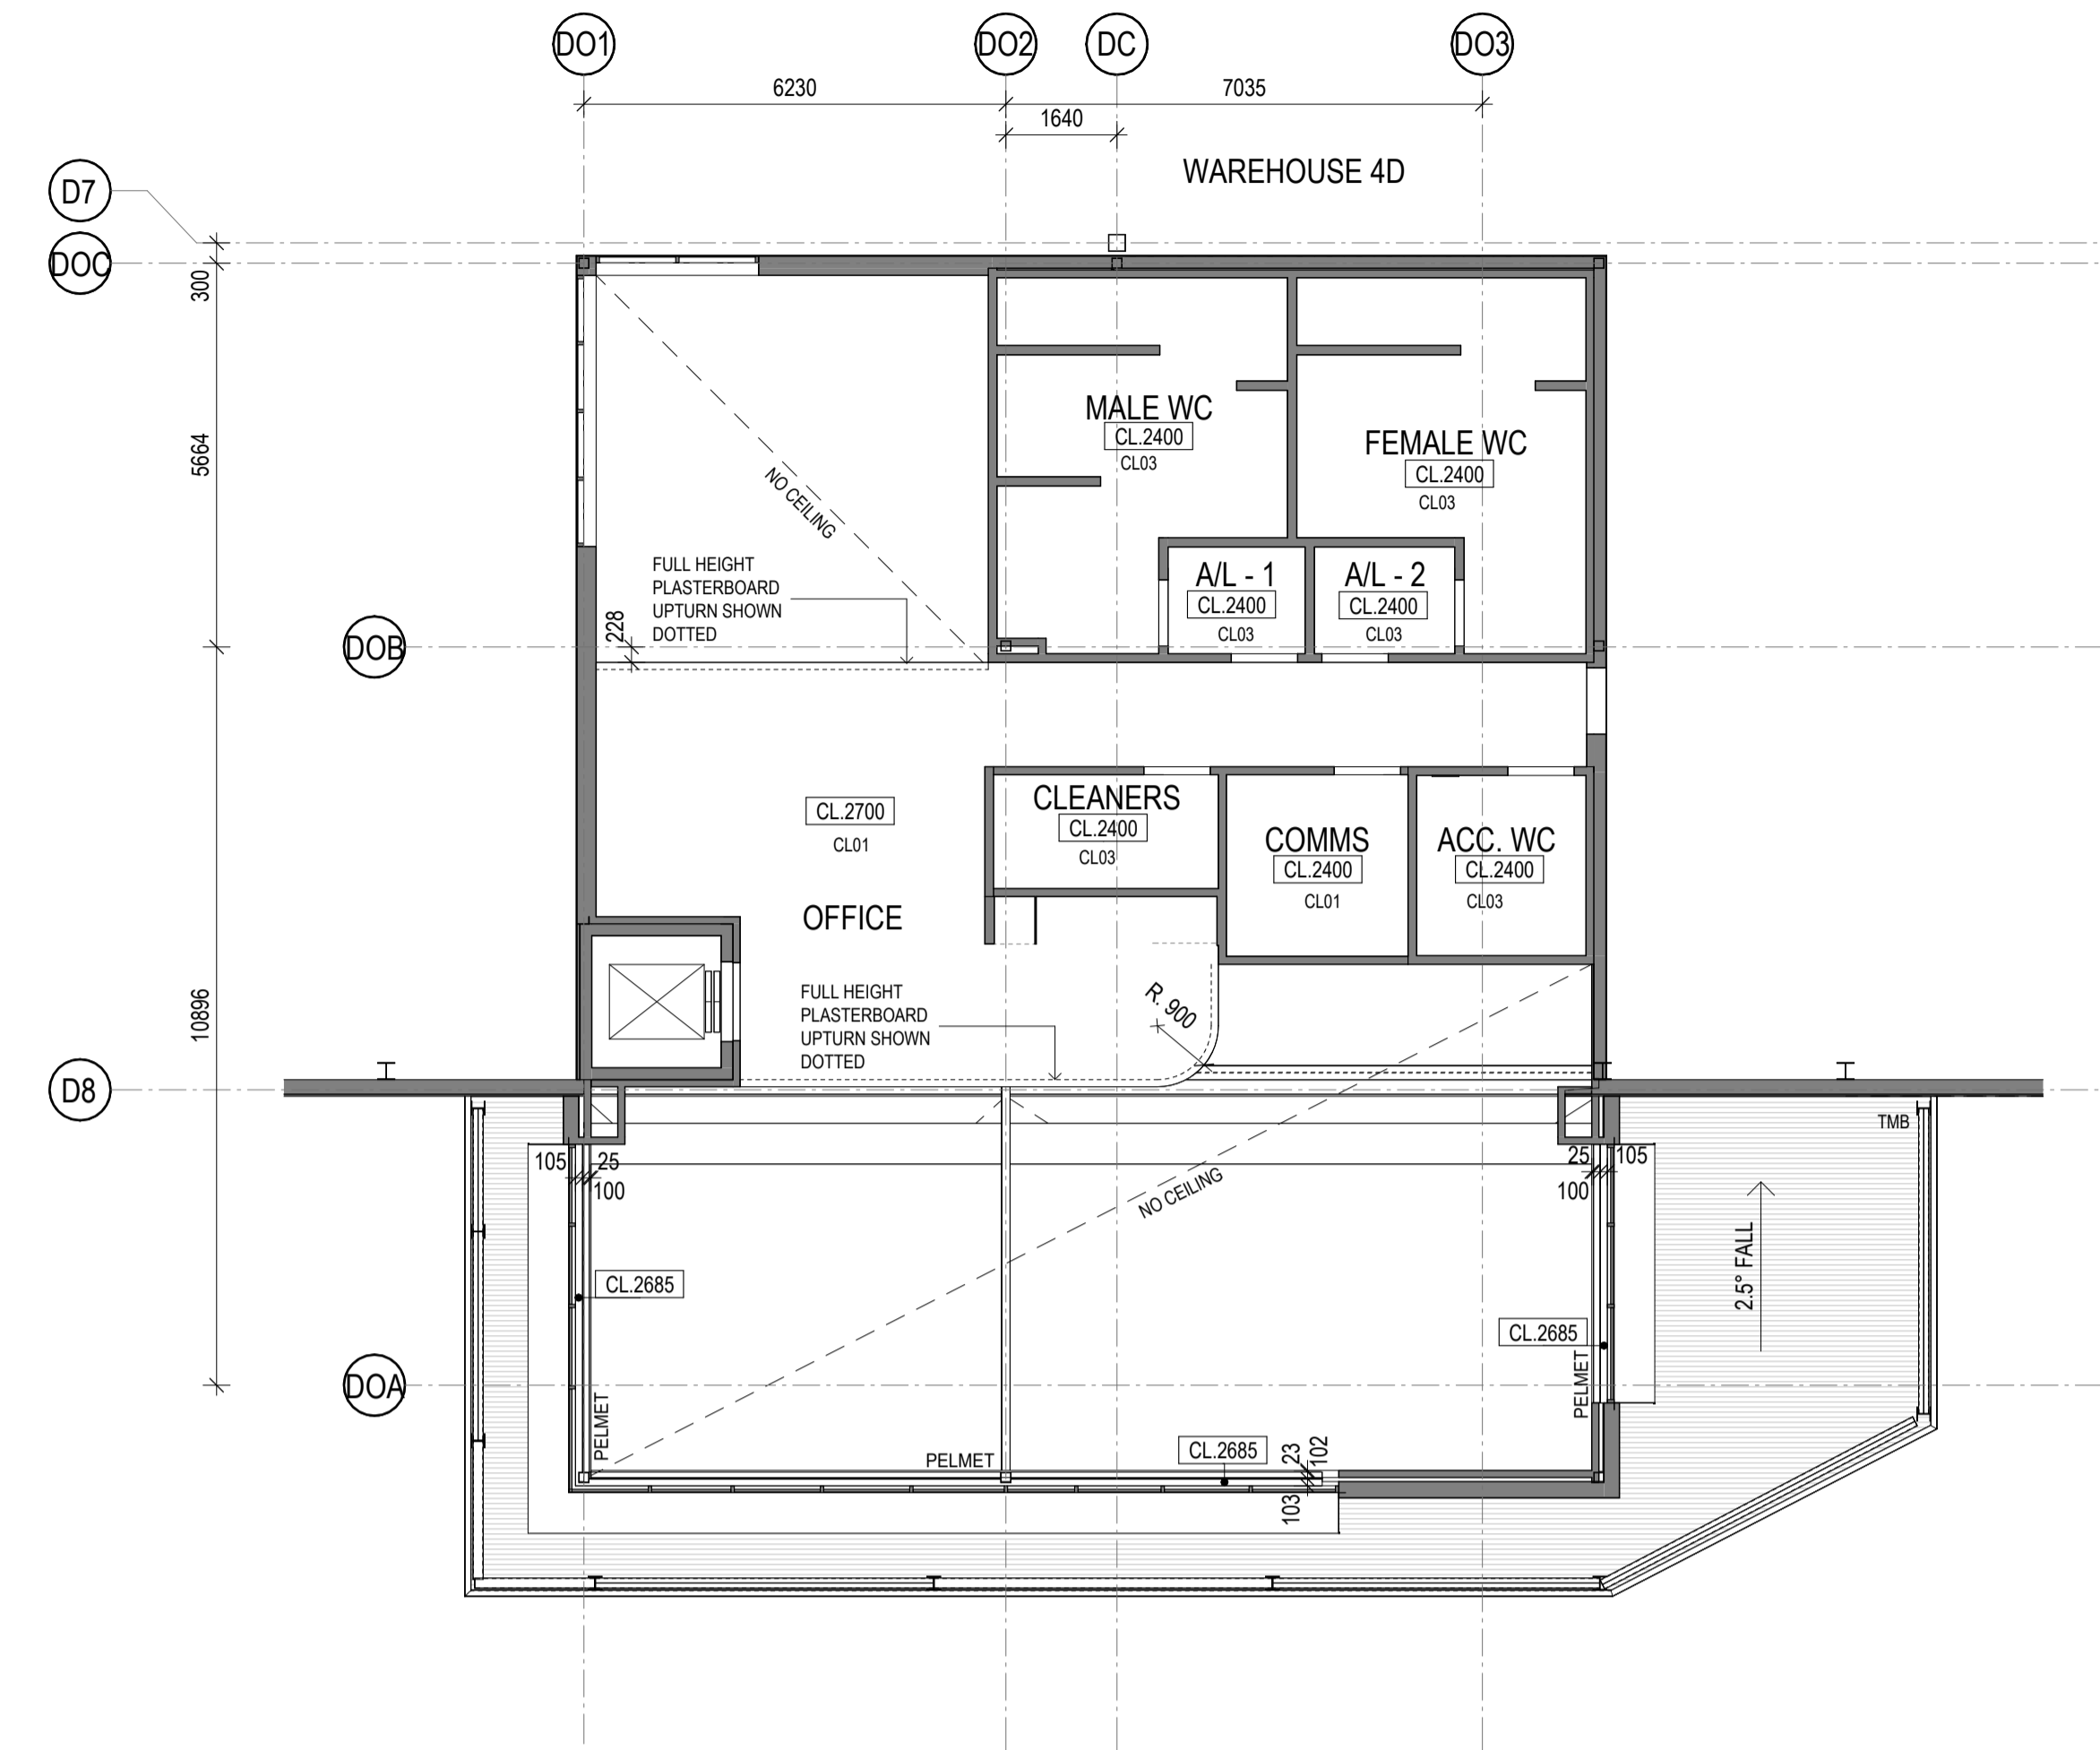 DO1
DO2
DC
DO3
6230
7035
1640
WAREHOUSE 4D
D7
DOC
300
5664
MALE WC
CL.2400
CL03
FEMALE WC
CL.2400
CL03
NO CEILING
FULL HEIGHT
PLASTERBOARD
UPTURN SHOWN
DOTTED
228
A/L - 1
CL.2400
CL03
A/L - 2
CL.2400
CL03
DOB
CL.2700
CL01
CLEANERS
CL.2400
CL03
COMMS
CL.2400
CL01
ACC. WC
CL.2400
CL03
OFFICE
10896
FULL HEIGHT
PLASTERBOARD
UPTURN SHOWN
DOTTED
R. 900
D8
TMB
105
25
100
25
105
100
NO CEILING
2.5° FALL
CL.2685
CL.2685
PELMET
DOA
PELMET
PELMET
CL.2685
23
102
103